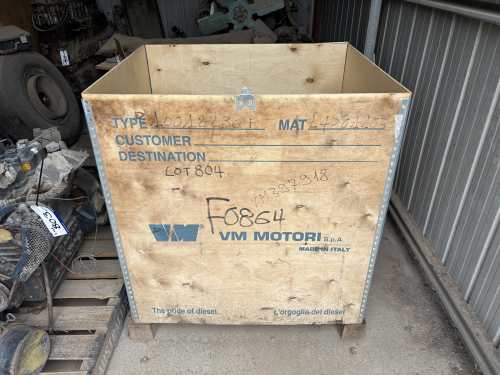 TYPE MAT
CUSTOMER
DESTINATION
LOT 804
F0864
VM VM MOTORI S.p.A
MADE IN ITALY
The pride of diesel L'orgoglio del diesel
803